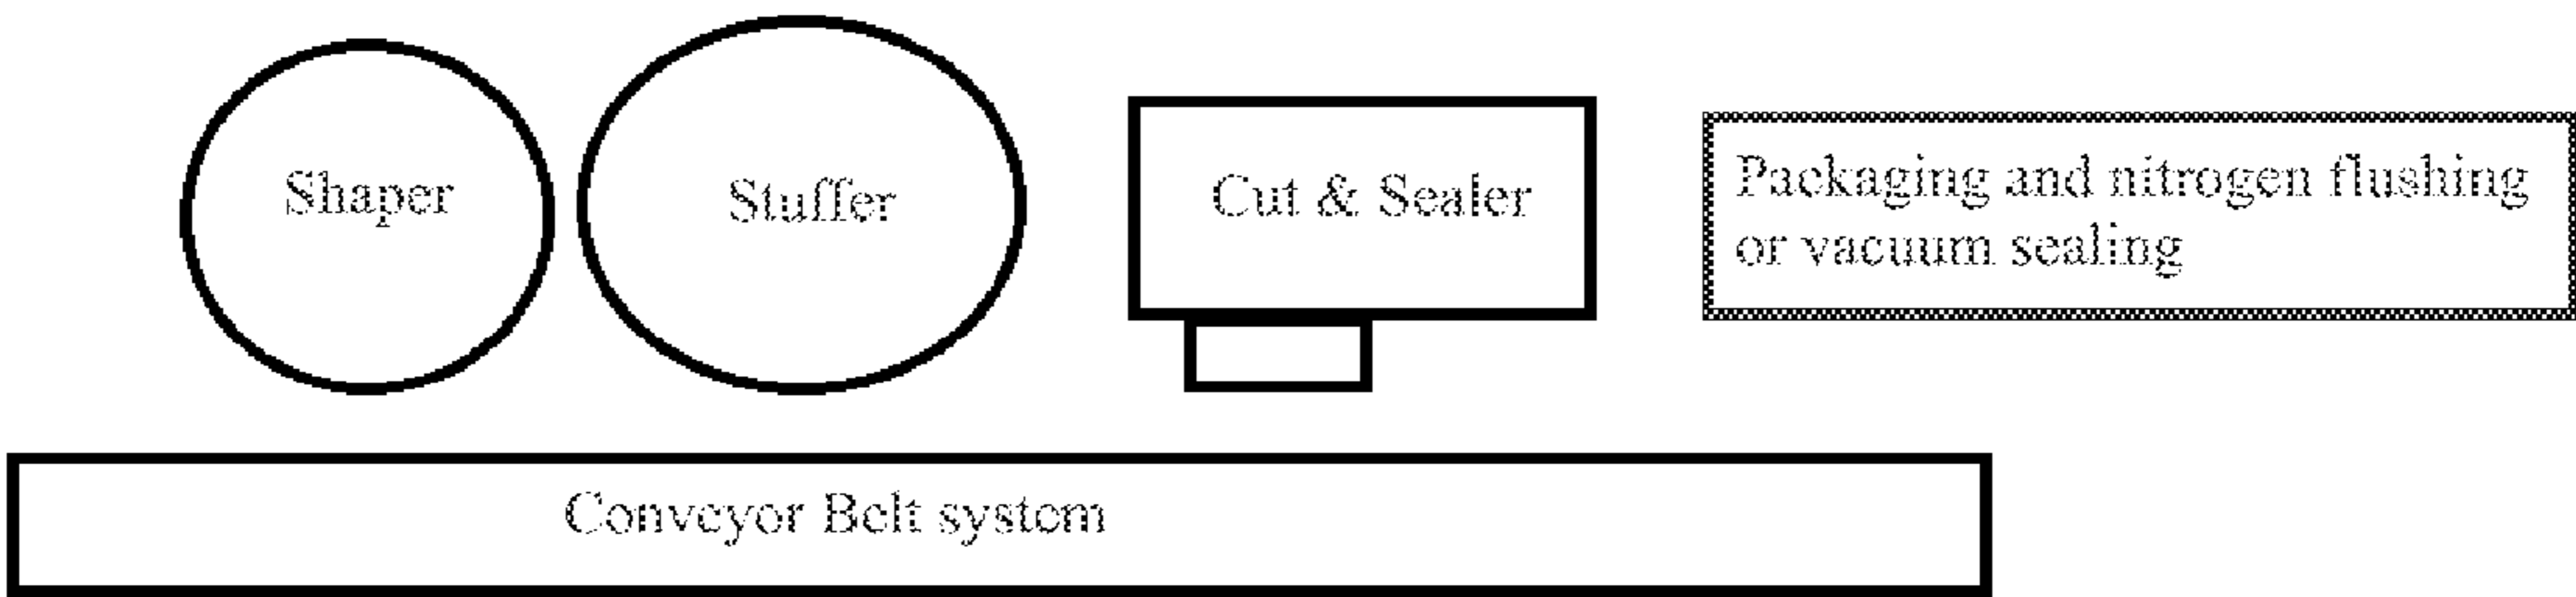 Shaper
Stuffer
Cut & Sealer
Packaging and nitrogen flushing
or vacuum sealing
Conveyor Belt system